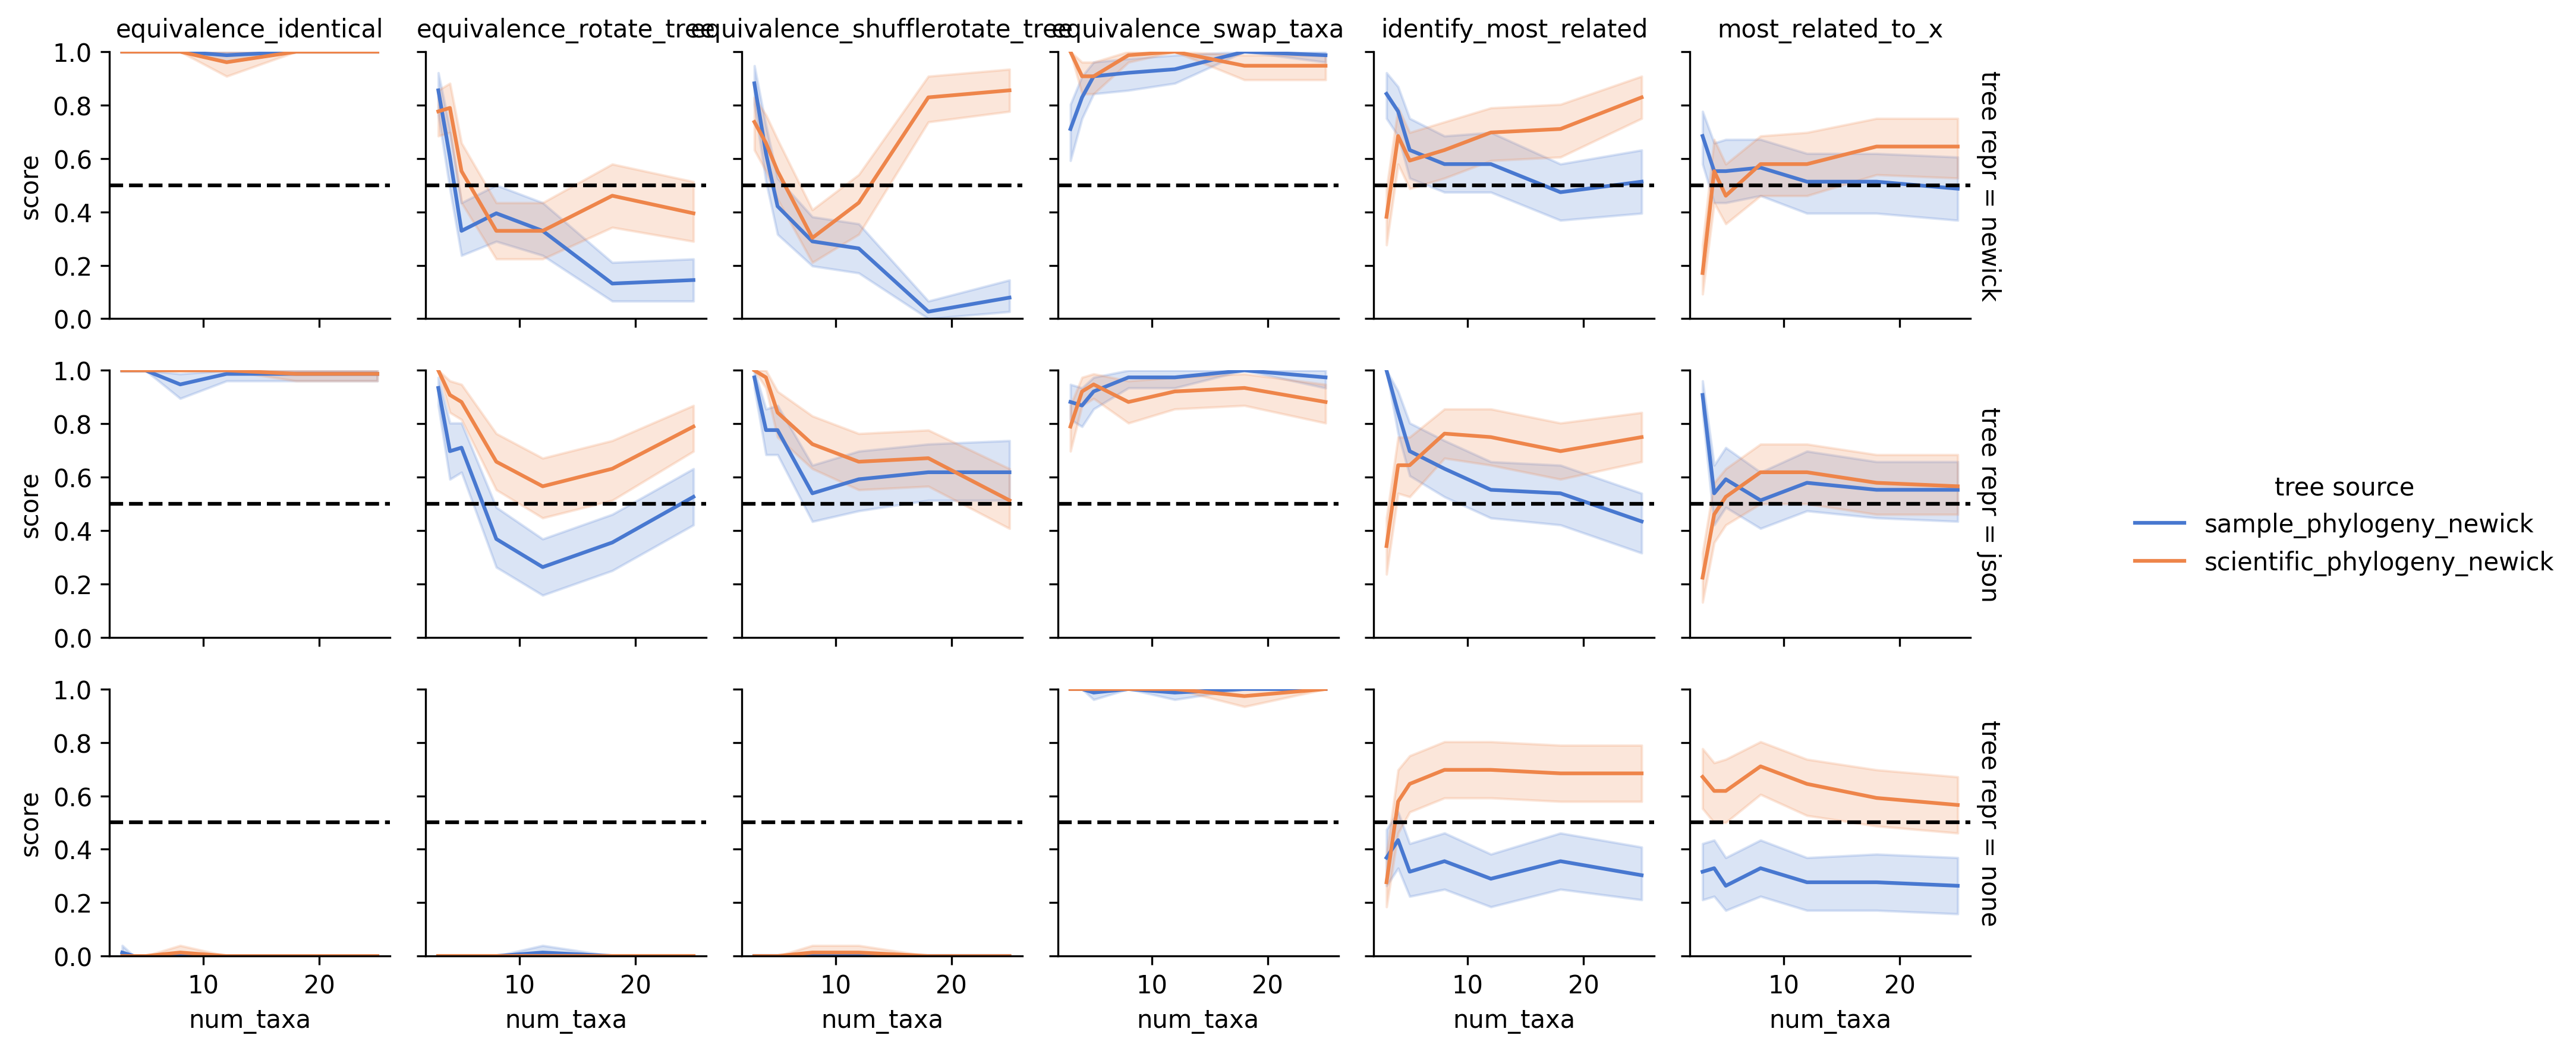 equivalence_identical
equivalence_rotate_tree
equivalence_shufflerotate_tree
equivalence_swap_taxa
identify_most_related
most_related_to_x
1.0
0.8
0.6
0.4
0.2
0.0
score
tree repr = newick
1.0
0.8
0.6
0.4
0.2
0.0
score
tree repr = json
tree source
sample_phylogeny_newick
scientific_phylogeny_newick
1.0
0.8
0.6
0.4
0.2
0.0
score
tree repr = none
10 20
10 20
10 20
10 20
10 20
10 20
num_taxa
num_taxa
num_taxa
num_taxa
num_taxa
num_taxa